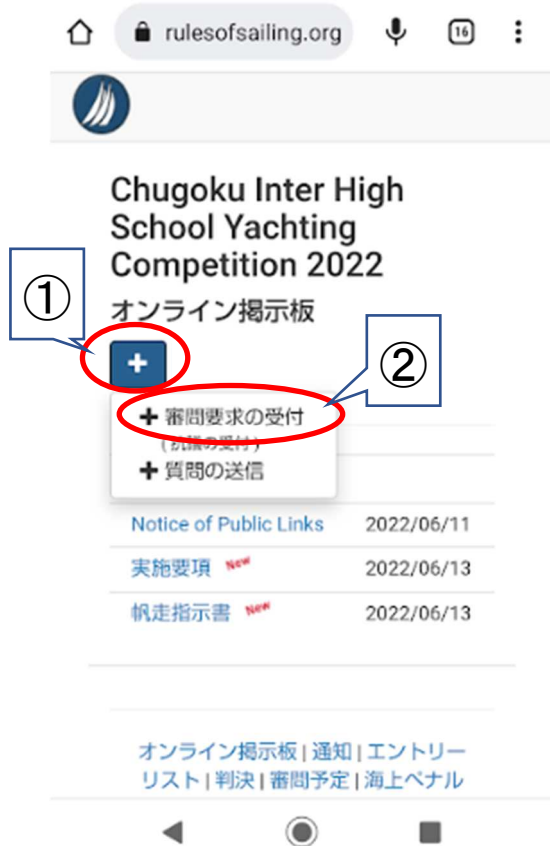 rulesofsailing.org
16
Chugoku Inter High
School Yachting
Competition 2022
オンライン掲示板
①
+
②
+ 審問要求の受付
(抗議の受付)
+ 質問の送信
Notice of Public Links 2022/06/11
実施要項 New 2022/06/13
帆走指示書 New 2022/06/13
オンライン掲示板 | 通知 | エントリー
リスト | 判決 | 審問予定 | 海上ペナル